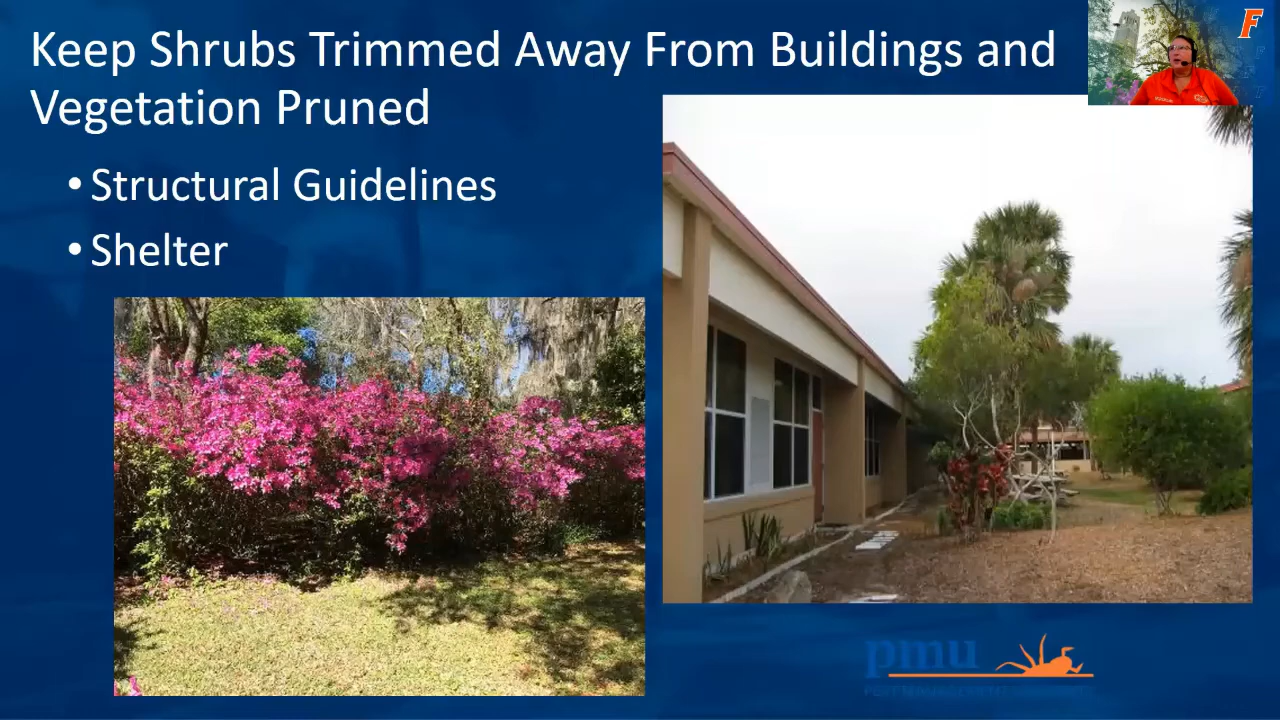 Keep Shrubs Trimmed Away From Buildings and
Vegetation Pruned
• Structural Guidelines
• Shelter
F
pmu